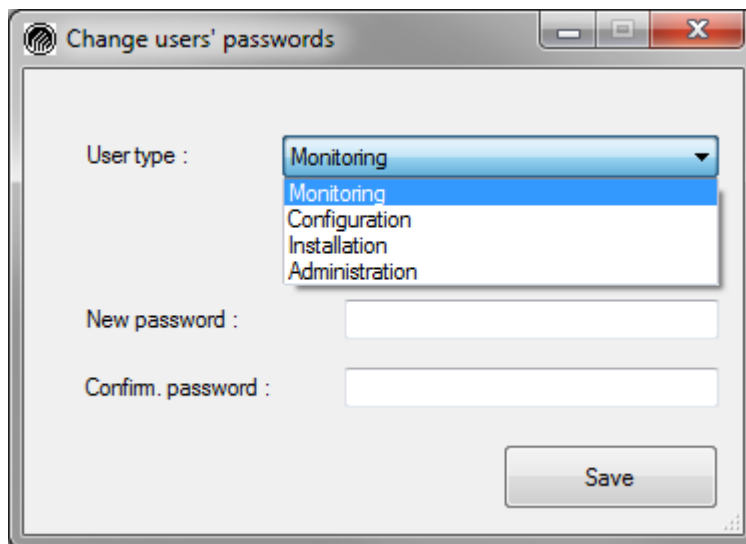 Change users' passwords
User type : Monitoring
Monitoring
Configuration
Installation
Administration
New password :
Confirm. password :
Save